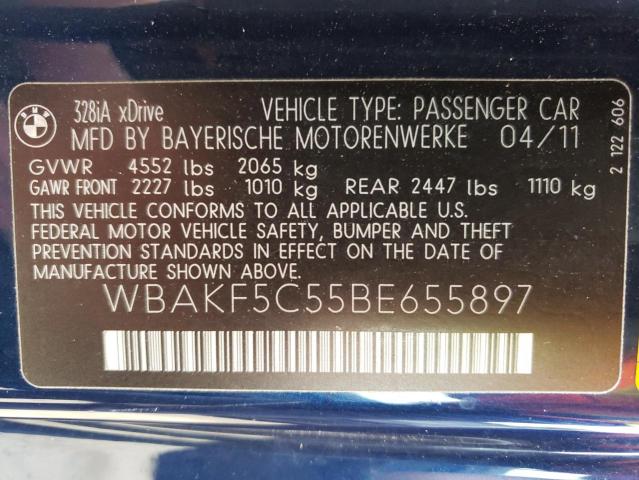 BMW
328iA xDrive VEHICLE TYPE: PASSENGER CAR
MFD BY BAYERISCHE MOTORENWERKE 04/11
GVWR 4552 lbs 2065 kg
GAWR FRONT 2227 lbs 1010 kg REAR 2447 lbs 1110 kg
THIS VEHICLE CONFORMS TO ALL APPLICABLE U.S.
FEDERAL MOTOR VEHICLE SAFETY, BUMPER AND THEFT
PREVENTION STANDARDS IN EFFECT ON THE DATE OF
MANUFACTURE SHOWN ABOVE.
WBAKF5C55BE655897
2 122 606